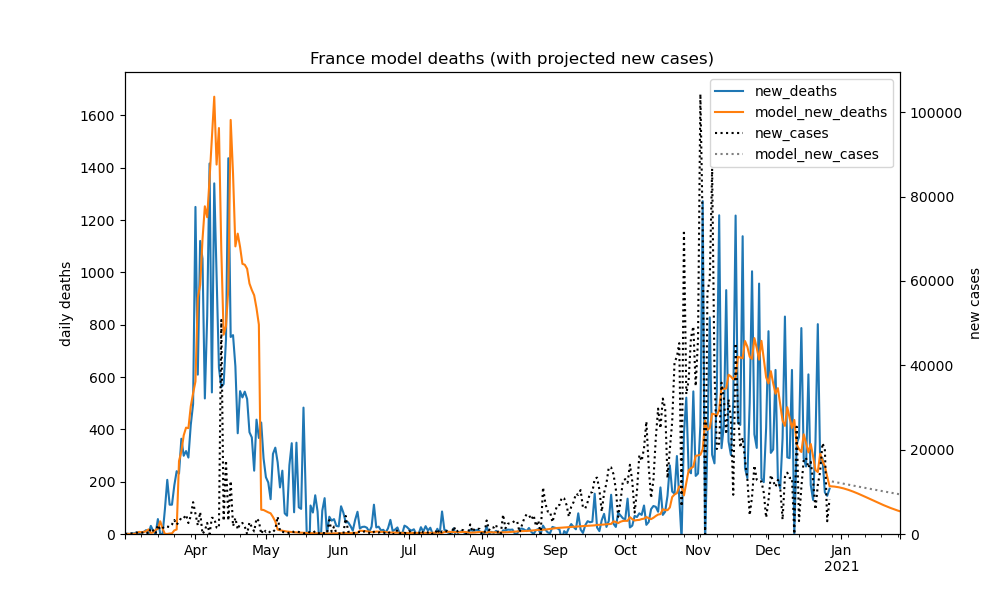 France model deaths (with projected new cases)
new_deaths
model_new_deaths
new_cases
model_new_cases
daily deaths
1600
1400
1200
1000
800
600
400
200
0
new cases
100000
80000
60000
40000
20000
0
Apr May Jun Jul Aug Sep Oct Nov Dec Jan
2021